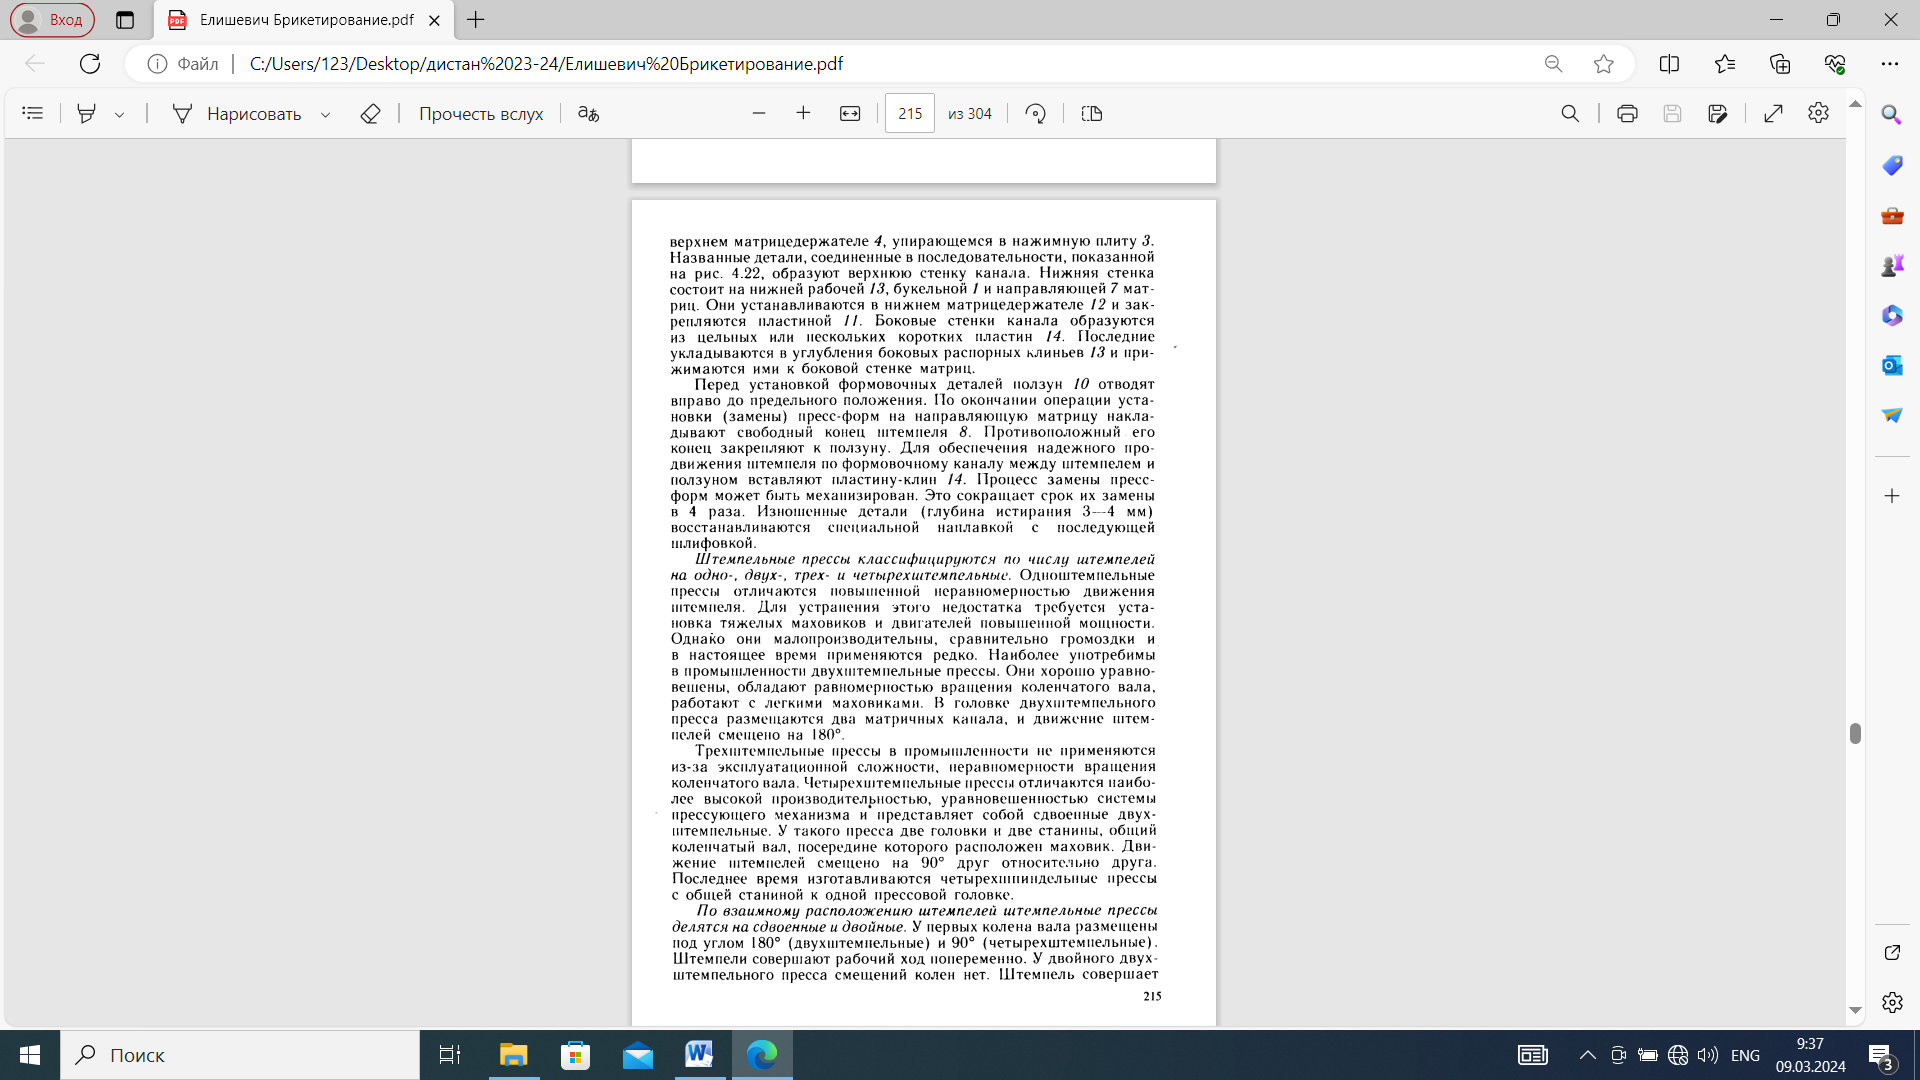 Вход
Елишевич Брикетирование.pdf
Файл
C:/Users/123/Desktop/дистан%2023-24/Елишевич%20Брикетирование.pdf
Нарисовать
Прочесть вслух
215
из 304
верхнем матрицедержателе 4, упирающемся в нажимную плиту 3.
Названные детали, соединенные в последовательности, показанной
на рис. 4.22, образуют верхнюю стенку канала. Нижняя стенка
состоит на нижней рабочей 13, букельной 1 и направляющей 7 мат-
риц. Они устанавливаются в нижнем матрицедержателе 12 и зак-
репляются пластиной 11. Боковые стенки канала образуются
из цельных или нескольких коротких пластин 14. Последние
укладываются в углубления боковых распорных клиньев 13 и при-
жимаются ими к боковой стенке матриц.
Перед установкой формовочных деталей ползун 10 отводят
вправо до предельного положения. По окончании операции уста-
новки (замены) пресс-форм на направляющую матрицу накла-
дывают свободный конец штемпеля 8. Противоположный его
конец закрепляют к ползуну. Для обеспечения надежного про-
движения штемпеля по формовочному каналу между штемпелем и
ползуном вставляют пластину-клин 14. Процесс замены пресс-
форм может быть механизирован. Это сокращает срок их замены
в 4 раза. Изношенные детали (глубина истирания 3—4 мм)
восстанавливаются специальной наплавкой с последующей
шлифовкой.
Штемпельные прессы классифицируются по числу штемпелей
на одно-, двух-, трех- и четырехштемпельные. Одноштемпельные
прессы отличаются повышенной неравномерностью движения
штемпеля. Для устранения этого недостатка требуется уста-
новка тяжелых маховиков и двигателей повышенной мощности.
Однако они малопроизводительны, сравнительно громоздки и
в настоящее время применяются редко. Наиболее употребимы
в промышленности двухштемпельные прессы. Они хорошо уравно-
вешены, обладают равномерностью вращения коленчатого вала,
работают с легкими маховиками. В головке двухштемпельного
пресса размещаются два матричных канала, и движение штем-
пелей смещено на 180°.
Трехштемпельные прессы в промышленности не применяются
из-за эксплуатационной сложности, неравномерности вращения
коленчатого вала. Четырехштемпельные прессы отличаются наибо-
лее высокой производительностью, уравновешенностью системы
прессующего механизма и представляет собой сдвоенные двух-
штемпельные. У такого пресса две головки и две станины, общий
коленчатый вал, посередине которого расположен маховик. Дви-
жение штемпелей смещено на 90° друг относительно друга.
Последнее время изготавливаются четырехшпиндельные прессы
с общей станиной к одной прессовой головке.
По взаимному расположению штемпелей штемпельные прессы
делятся на сдвоенные и двойные. У первых колена вала размещены
под углом 180° (двухштемпельные) и 90° (четырехштемпельные).
Штемпели совершают рабочий ход попеременно. У двойного двух-
штемпельного пресса смещений колен нет. Штемпель совершает
215
Поиск
ENG
9:37
09.03.2024
3